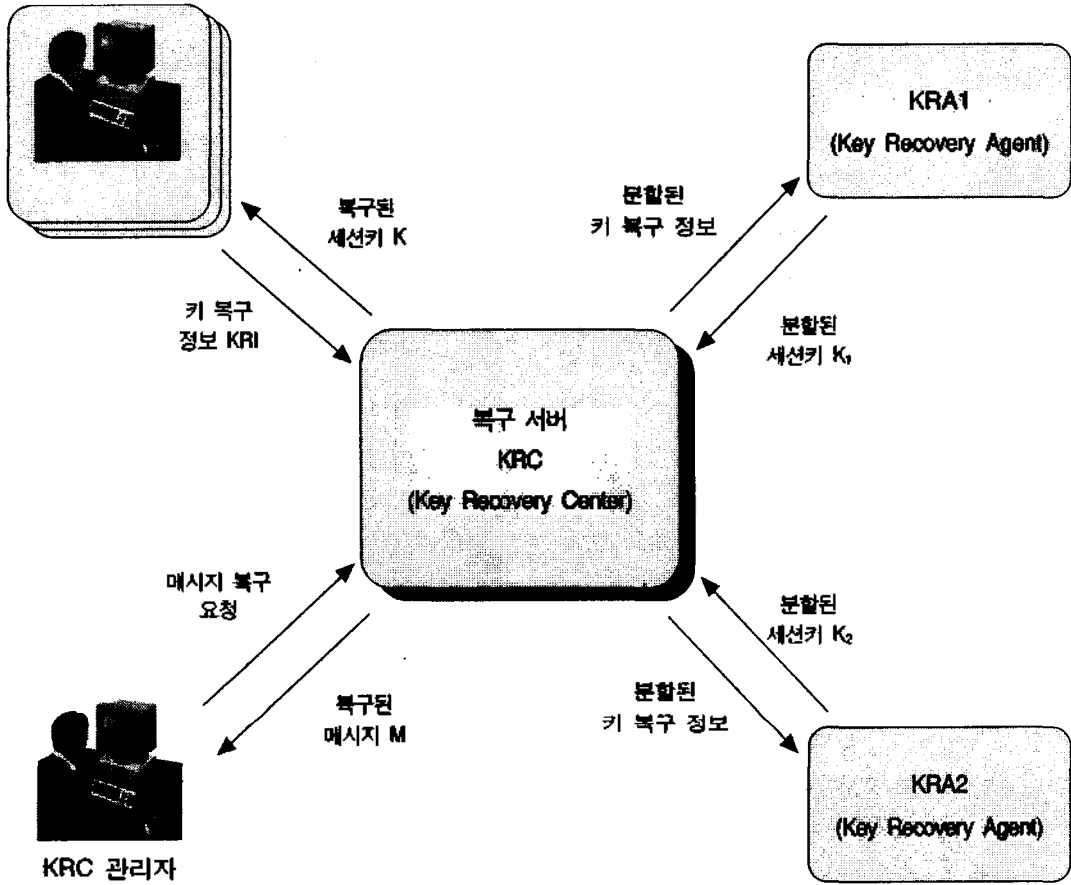 KRA1
(Key Recovery Agent)
복구된
세션키 K
분할된
키 복구 정보
키 복구
정보 KRI
분할된
세션키 K₁
복구 서버
KRC
(Key Recovery Center)
메시지 복구
요청
분할된
세션키 K₂
복구된
메시지 M
분할된
키 복구 정보
KRA2
(Key Recovery Agent)
KRC 관리자